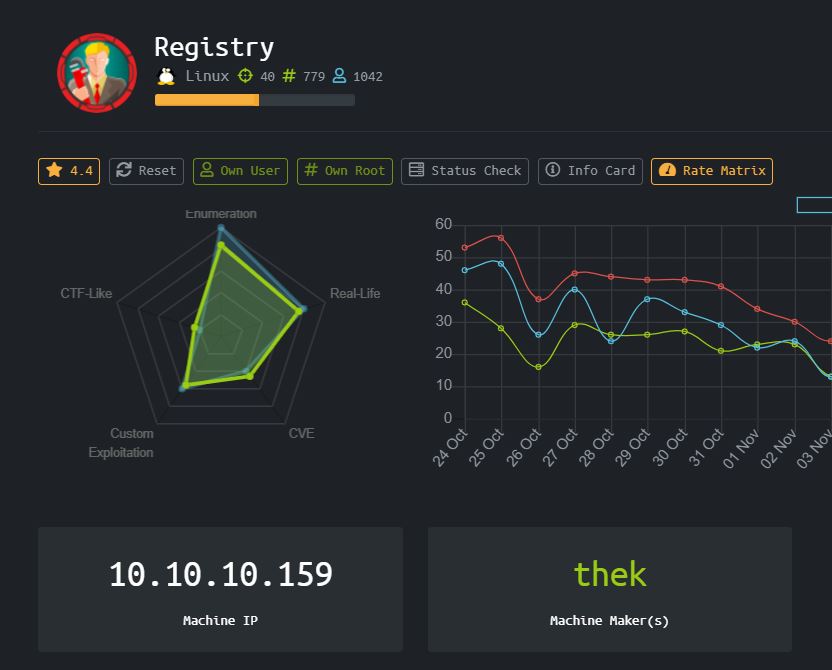 Registry
Linux 40 # 779 1042
4.4 Reset Own User # Own Root Status Check Info Card Rate Matrix
Enumeration
CTF-Like
Real-Life
Custom
Exploitation
CVE
60
50
40
30
20
10
0
24 Oct
25 Oct
26 Oct
27 Oct
28 Oct
29 Oct
30 Oct
31 Oct
01 Nov
02 Nov
03 Nov
10.10.10.159
Machine IP
thek
Machine Maker(s)